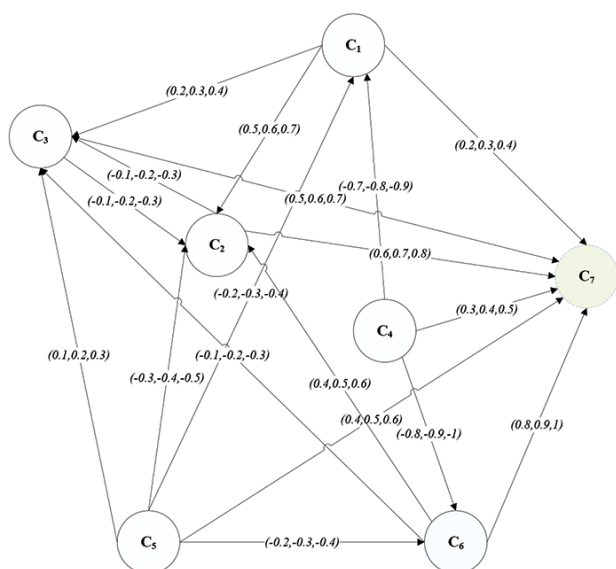 C1
(0.2,0.3,0.4)
(0.5,0.6,0.7)
C3
(0.2,0.3,0.4)
(-0.1,-0.2,-0.3)
(-0.7,-0.8,-0.9)
(-0.1,-0.2,-0.3)
(0.5,0.6,0.7)
C2
(0.6,0.7,0.8)
C7
(-0.2,-0.3,-0.4)
(0.3,0.4,0.5)
C4
(0.1,0.2,0.3)
(-0.1,-0.2,-0.3)
(-0.3,-0.4,-0.5)
(0.4,0.5,0.6)
(0.4,0.5,0.6)
(0.8,0.9,1)
(-0.8,-0.9,-1)
C5
(-0.2,-0.3,-0.4)
C6